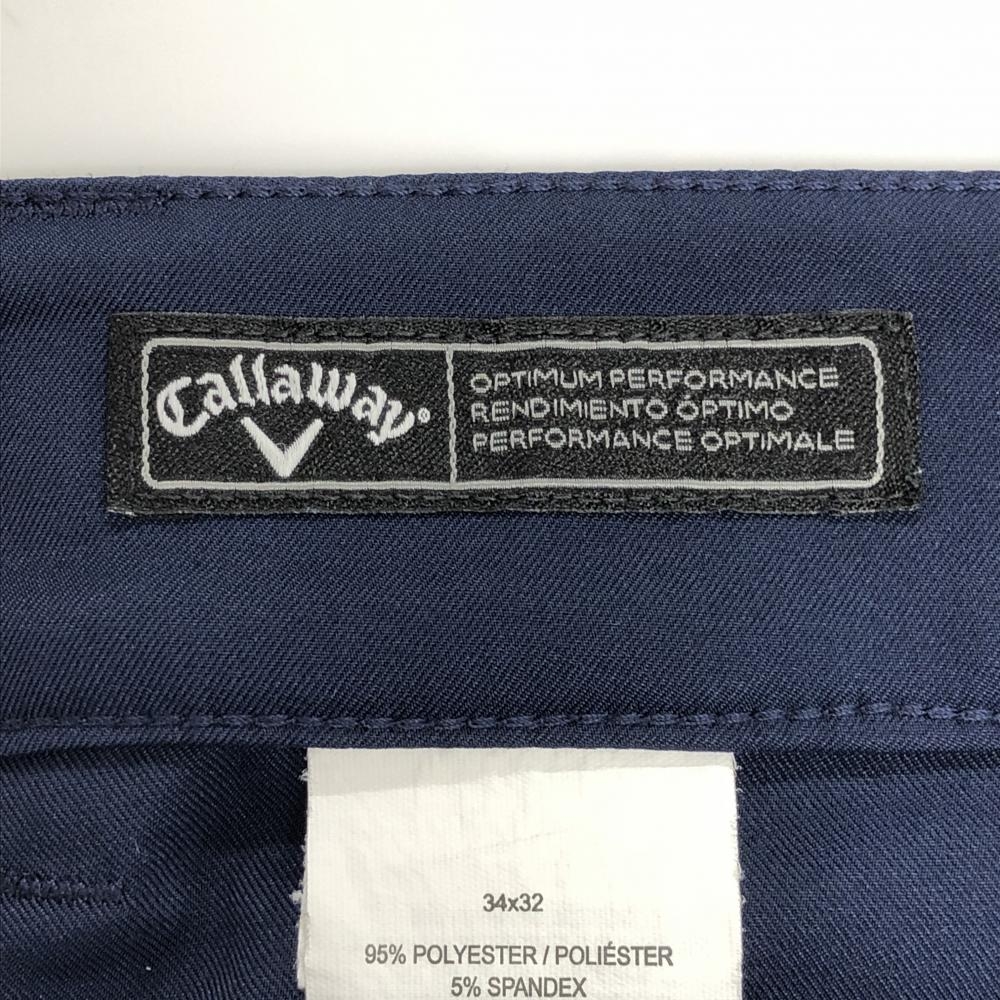 Callaway®
OPTIMUM PERFORMANCE
RENDIMIENTO ÓPTIMO
PERFORMANCE OPTIMALE
34x32
95% POLYESTER / POLIÉSTER
5% SPANDEX